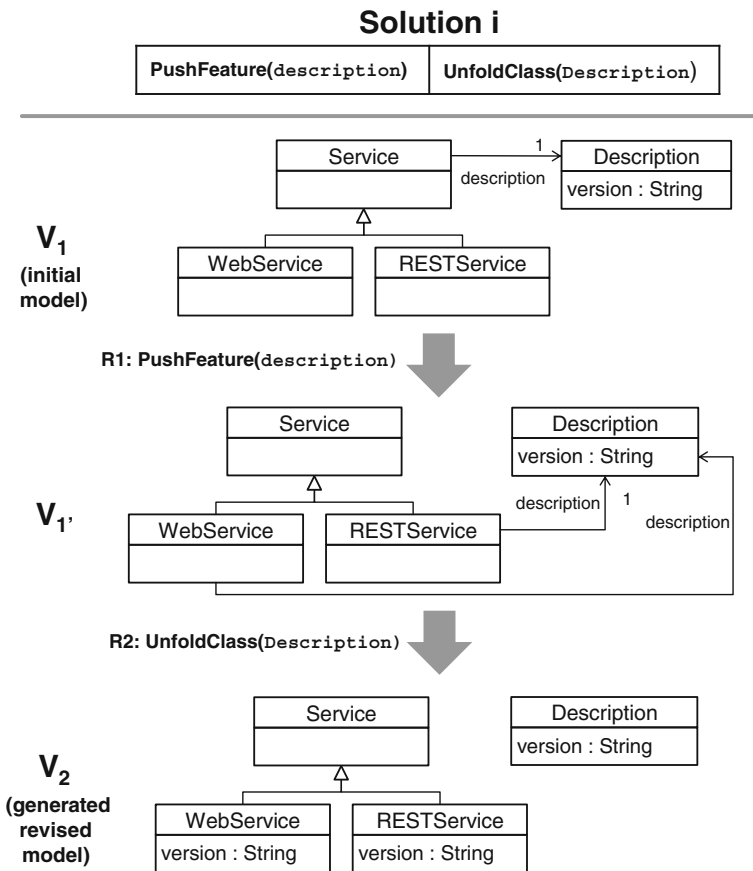 Solution i
PushFeature(description) UnfoldClass(Description)
1
Service
Description
description
version : String
V1
(initial
model)
WebService
RESTService
R1: PushFeature(description)
Service
Description
version : String
V1'
description
1
description
WebService
RESTService
R2: UnfoldClass(Description)
Service
Description
version : String
V2
(generated
revised
model)
WebService
RESTService
version : String
version : String